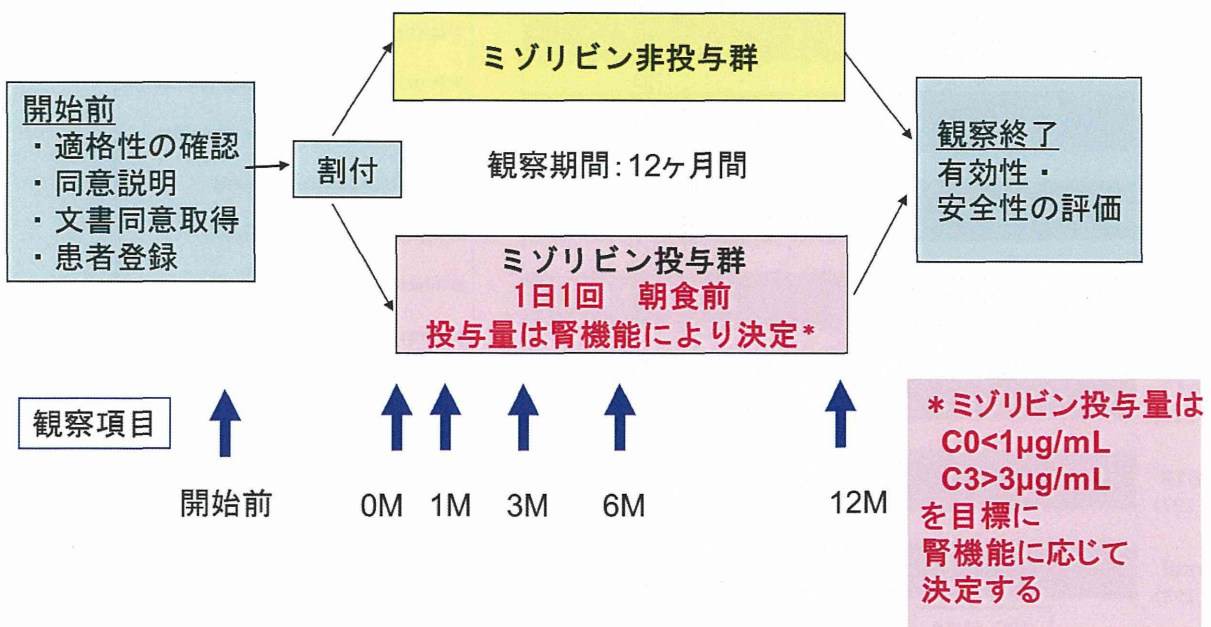 ミゾリビン非投与群
開始前
・適格性の確認
・同意説明
・文書同意取得
・患者登録
割付
観察期間:12ヶ月間
観察終了
有効性・
安全性の評価
ミゾリビン投与群
1日1回　朝食前
投与量は腎機能により決定*
観察項目
開始前
0M
1M
3M
6M
12M
*ミゾリビン投与量は
C0<1μg/mL
C3>3μg/mL
を目標に
腎機能に応じて
決定する